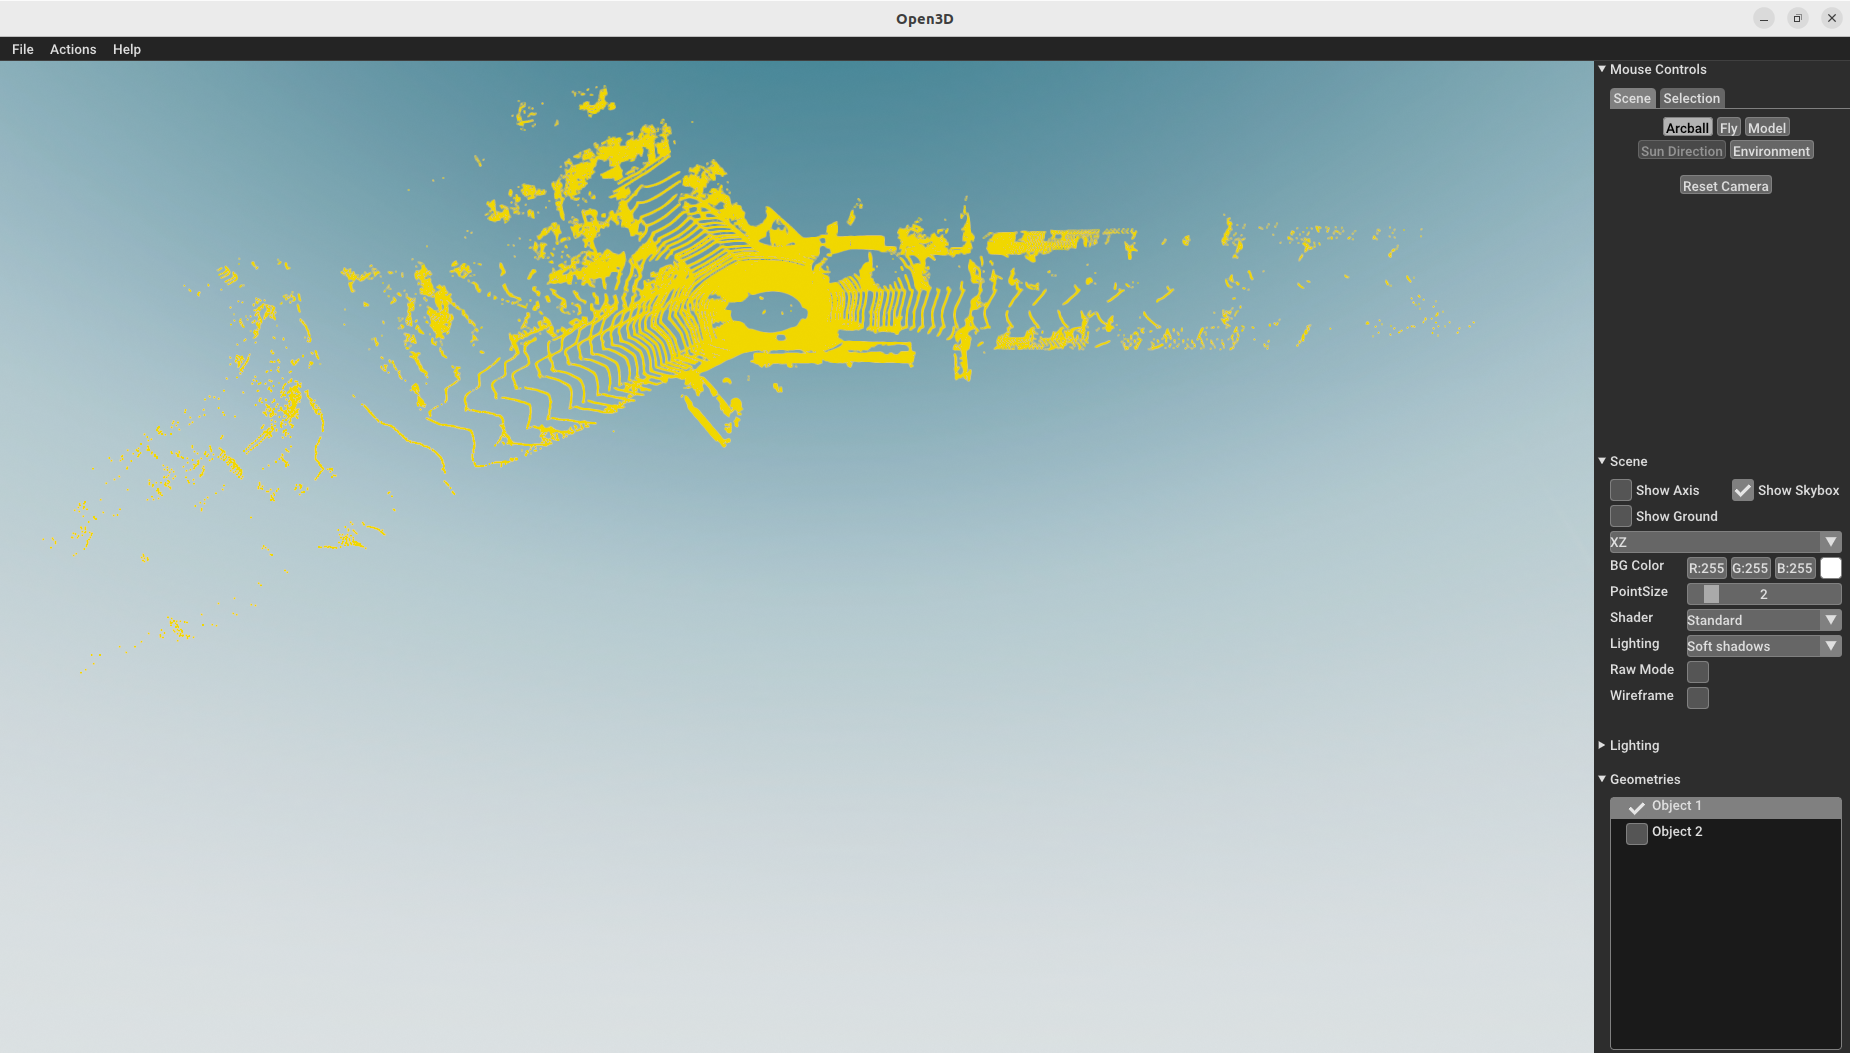 Open3D
File Actions Help
Mouse Controls
Scene Selection
Arcball Fly Model
Sun Direction Environment
Reset Camera
Scene
Show Axis Show Skybox
Show Ground
XZ
BG Color R:255 G:255 B:255
PointSize 2
Shader Standard
Lighting Soft shadows
Raw Mode
Wireframe
Lighting
Geometries
Object 1
Object 2